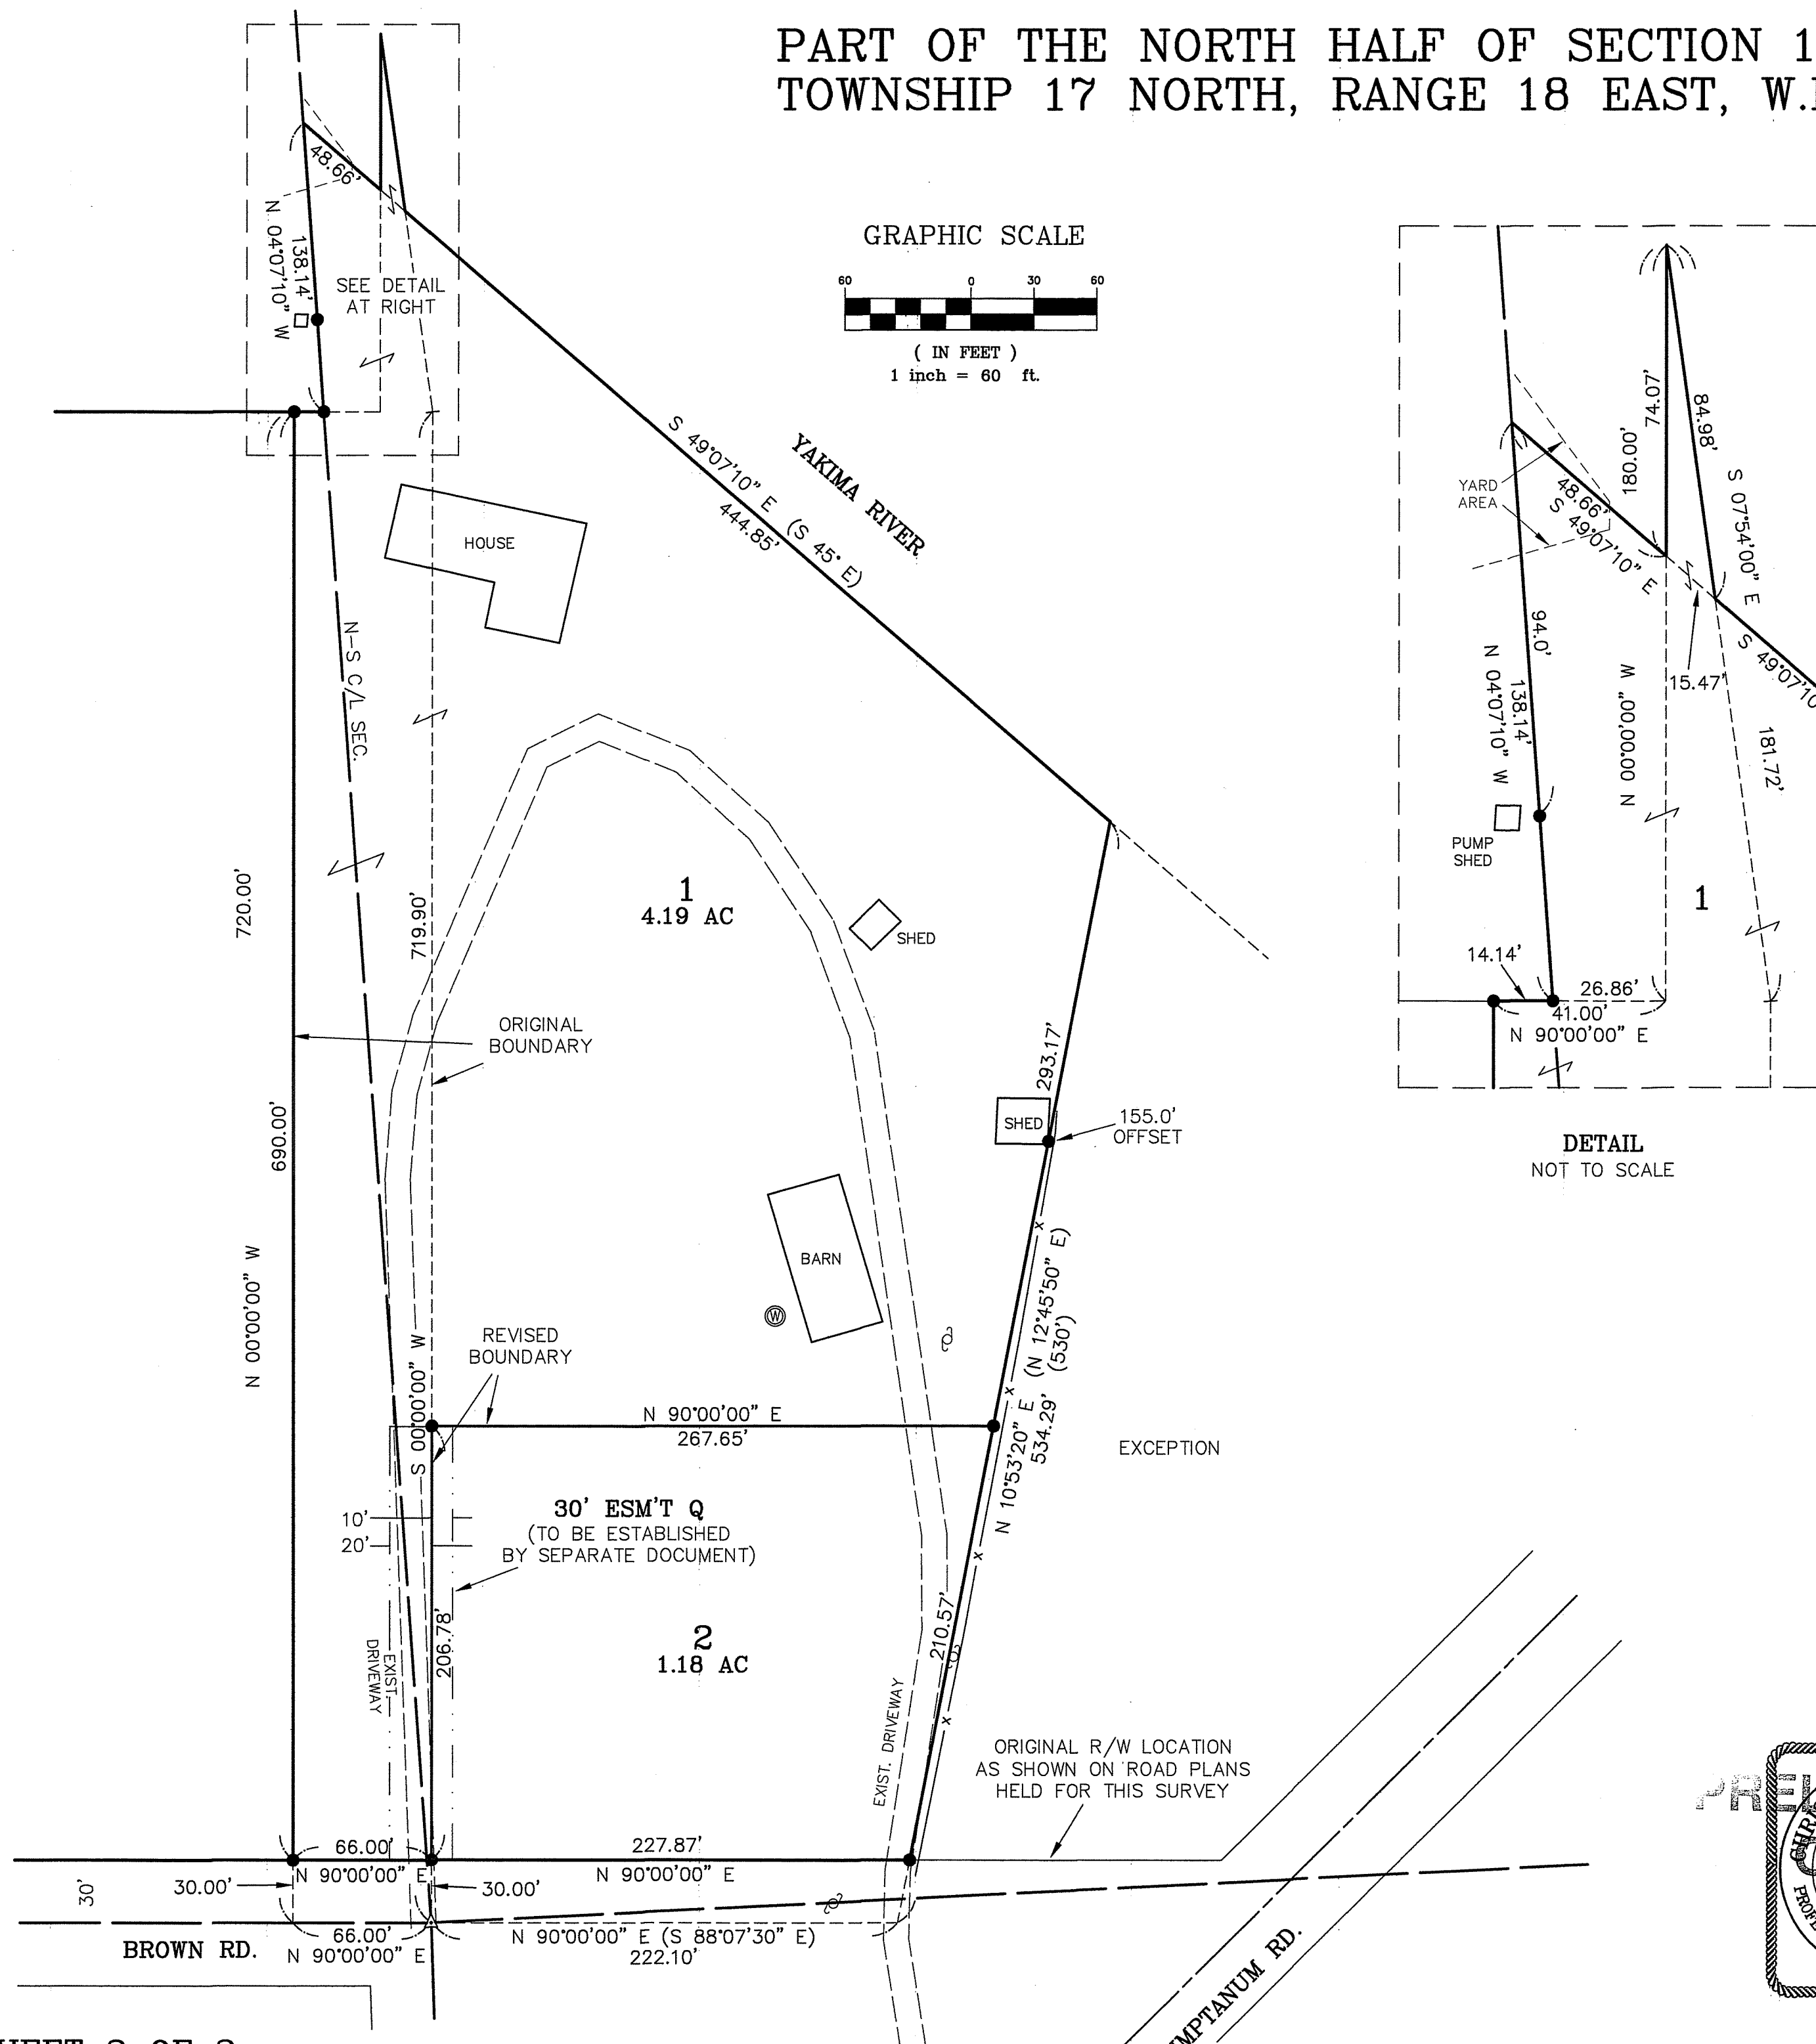 PART OF THE NORTH HALF OF SECTION 1
TOWNSHIP 17 NORTH, RANGE 18 EAST, W.
GRAPHIC SCALE
60 0 30 60
( IN FEET )
1 inch = 60 ft.
48.66'
138.14'
N 04°07'10" W
SEE DETAIL
AT RIGHT
YAKIMA RIVER
S 49°07'10" E (S 45° E)
444.85'
HOUSE
N-S C/L SEC.
720.00'
719.90'
690.00'
N 00°00'00" W
1
4.19 AC
SHED
ORIGINAL
BOUNDARY
293.17'
SHED
155.0'
OFFSET
BARN
W
REVISED
BOUNDARY
S 00°00'00" W
N 90°00'00" E
267.65'
N 10°53'20" E (N 12°45'50" E)
534.29' (530')
EXCEPTION
10'
20'
30' ESM'T Q
(TO BE ESTABLISHED
BY SEPARATE DOCUMENT)
206.78'
EXIST.
DRIVEWAY
2
1.18 AC
210.57'
EXIST. DRIVEWAY
ORIGINAL R/W LOCATION
AS SHOWN ON ROAD PLANS
HELD FOR THIS SURVEY
66.00'
N 90°00'00" E
227.87'
N 90°00'00" E
30'
30.00'
30.00'
66.00'
N 90°00'00" E
N 90°00'00" E (S 88°07'30" E)
222.10'
BROWN RD.
MPTANUM RD.
74.07'
180.00'
84.98'
S 07°54'00" E
YARD
AREA
48.66'
S 49°07'10" E
S 49°07'10
15.47'
94.0'
138.14'
N 04°07'10" W
N 00°00'00" W
181.72'
PUMP
SHED
1
14.14'
26.86'
41.00'
N 90°00'00" E
DETAIL
NOT TO SCALE
PREL
CHRI
PROFE